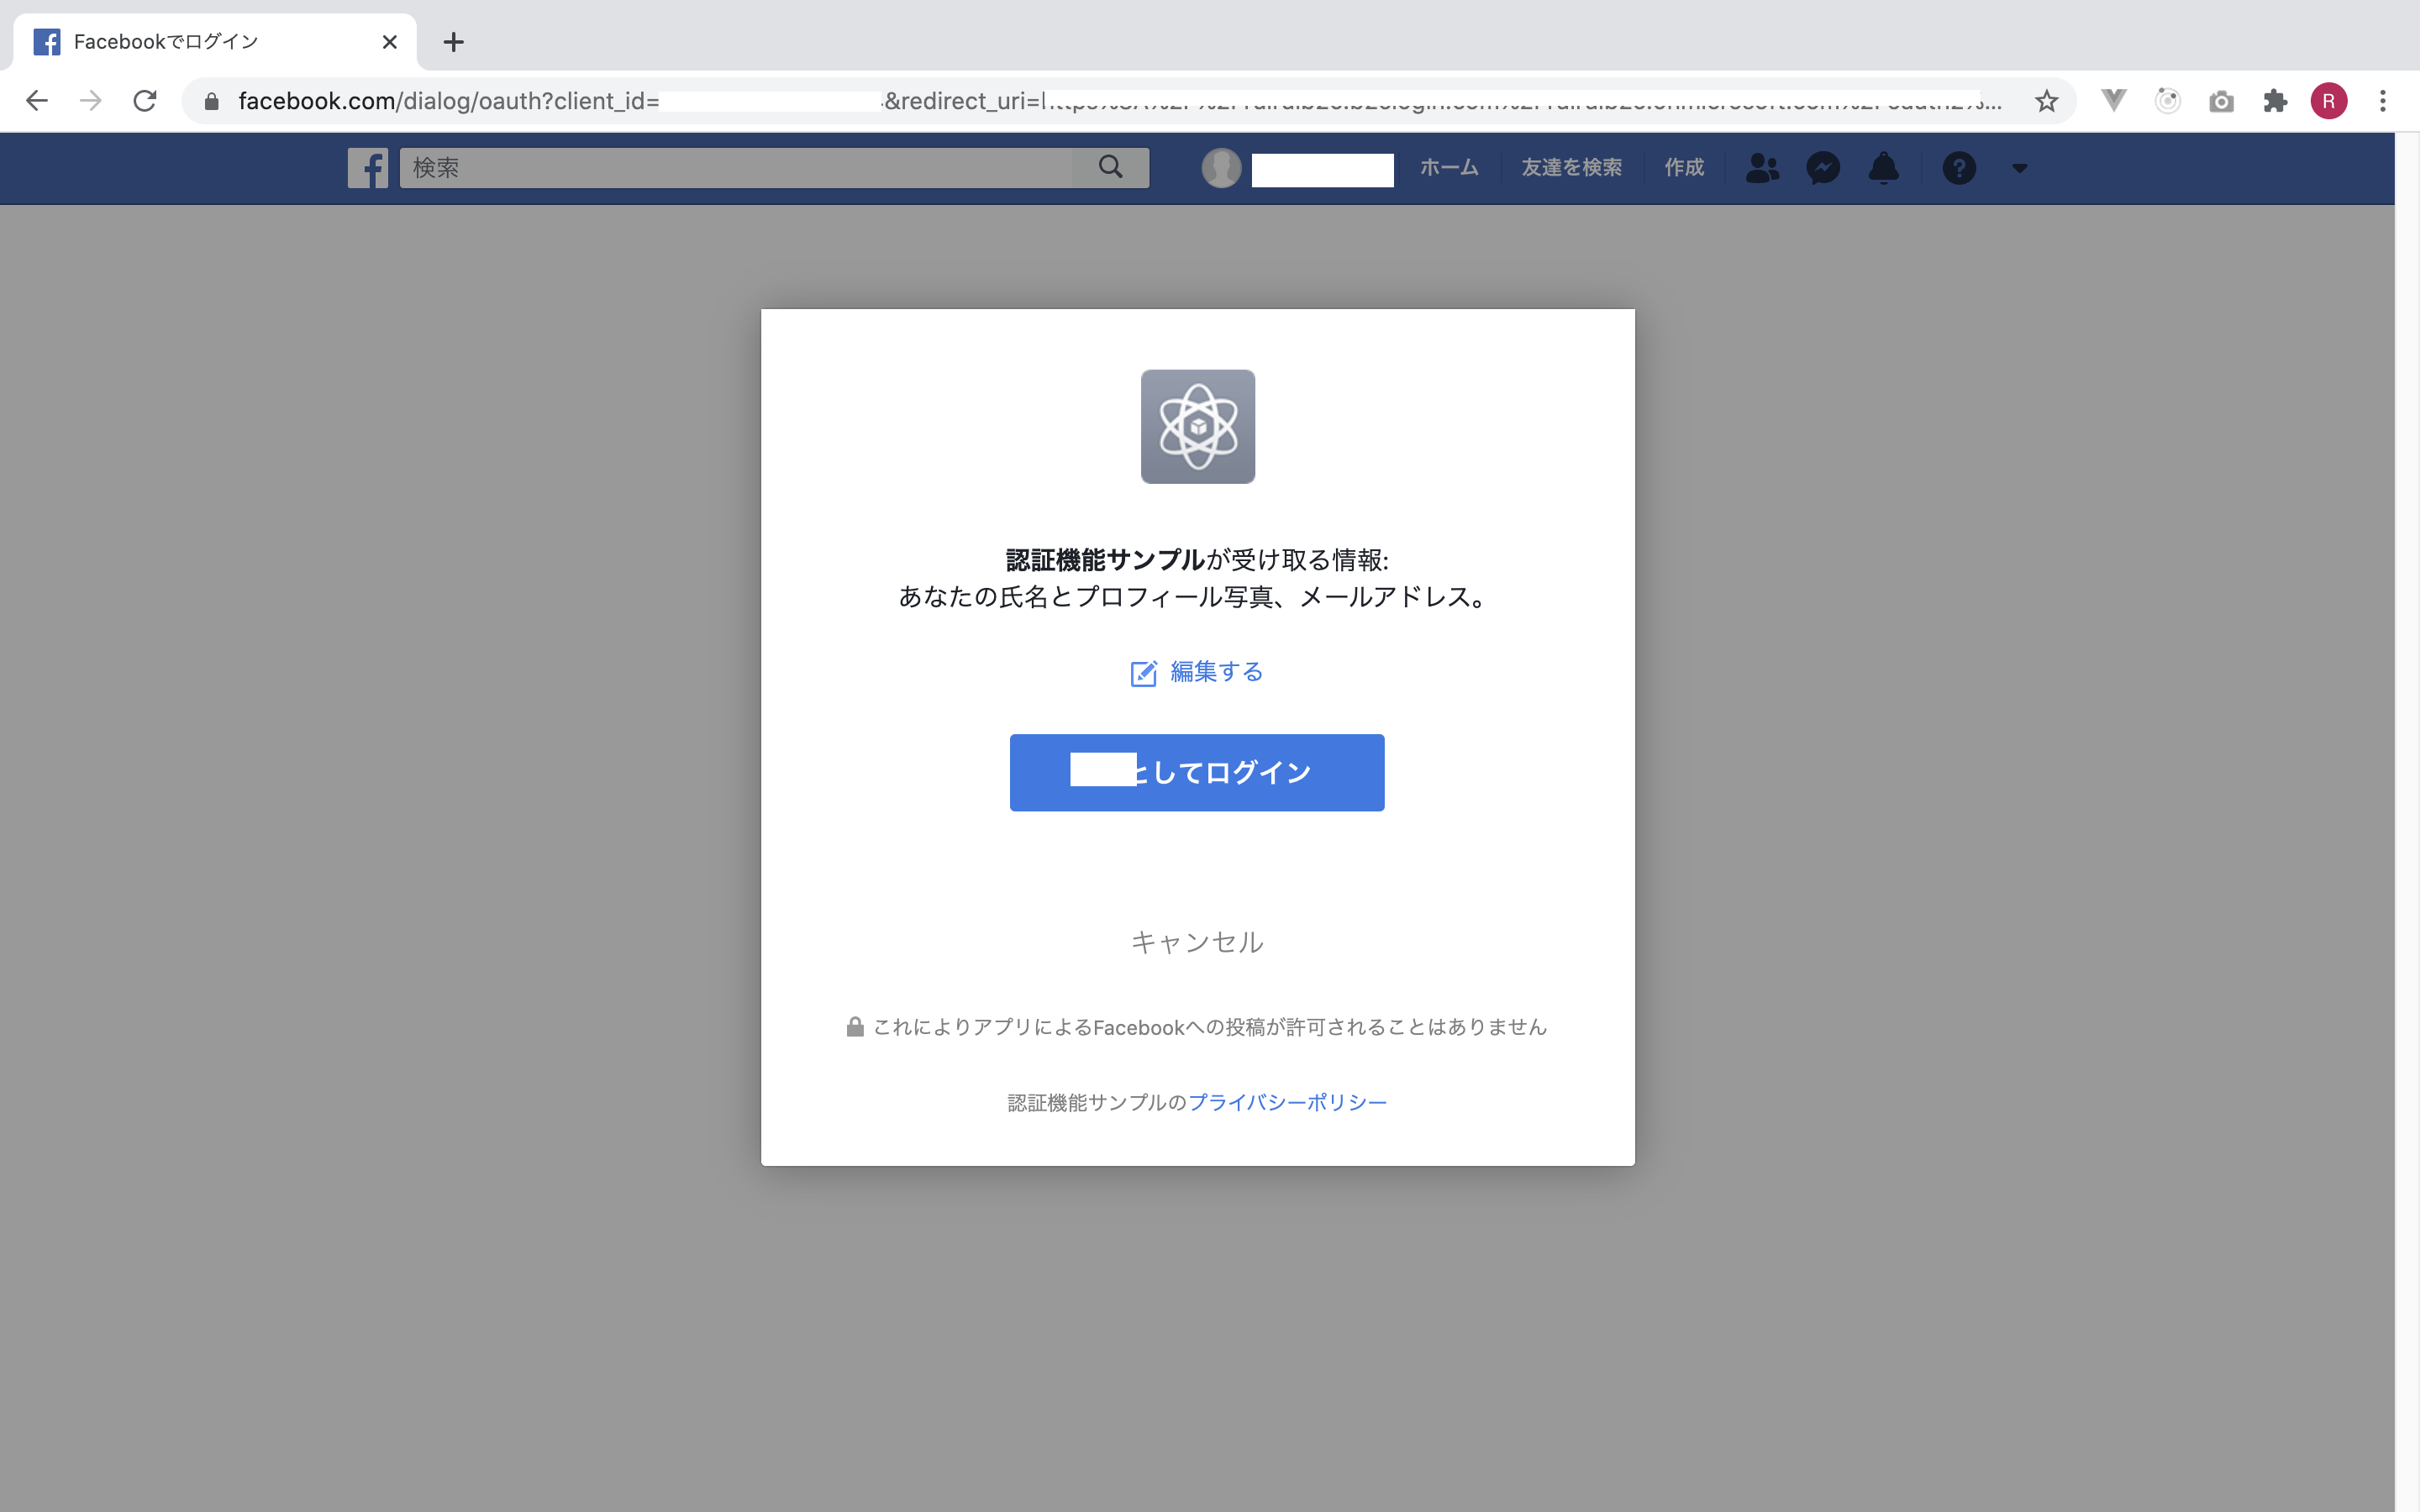 Facebookでログイン
facebook.com/dialog/oauth?client_id= &redirect_uri=
R
検索
ホーム
友達を検索
作成
認証機能サンプルが受け取る情報:
あなたの氏名とプロフィール写真、メールアドレス。
編集する
としてログイン
キャンセル
これによりアプリによるFacebookへの投稿が許可されることはありません
認証機能サンプルのプライバシーポリシー